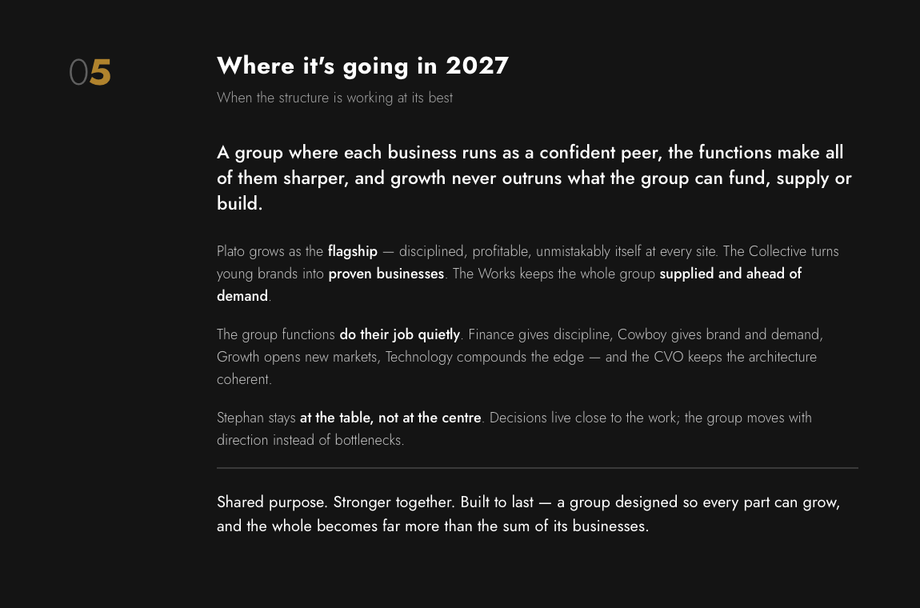 05
Where it's going in 2027
When the structure is working at its best
A group where each business runs as a confident peer, the functions make all
of them sharper, and growth never outruns what the group can fund, supply or
build.
Plato grows as the flagship — disciplined, profitable, unmistakably itself at every site. The Collective turns
young brands into proven businesses. The Works keeps the whole group supplied and ahead of
demand.
The group functions do their job quietly. Finance gives discipline, Cowboy gives brand and demand,
Growth opens new markets, Technology compounds the edge — and the CVO keeps the architecture
coherent.
Stephan stays at the table, not at the centre. Decisions live close to the work; the group moves with
direction instead of bottlenecks.
Shared purpose. Stronger together. Built to last — a group designed so every part can grow,
and the whole becomes far more than the sum of its businesses.